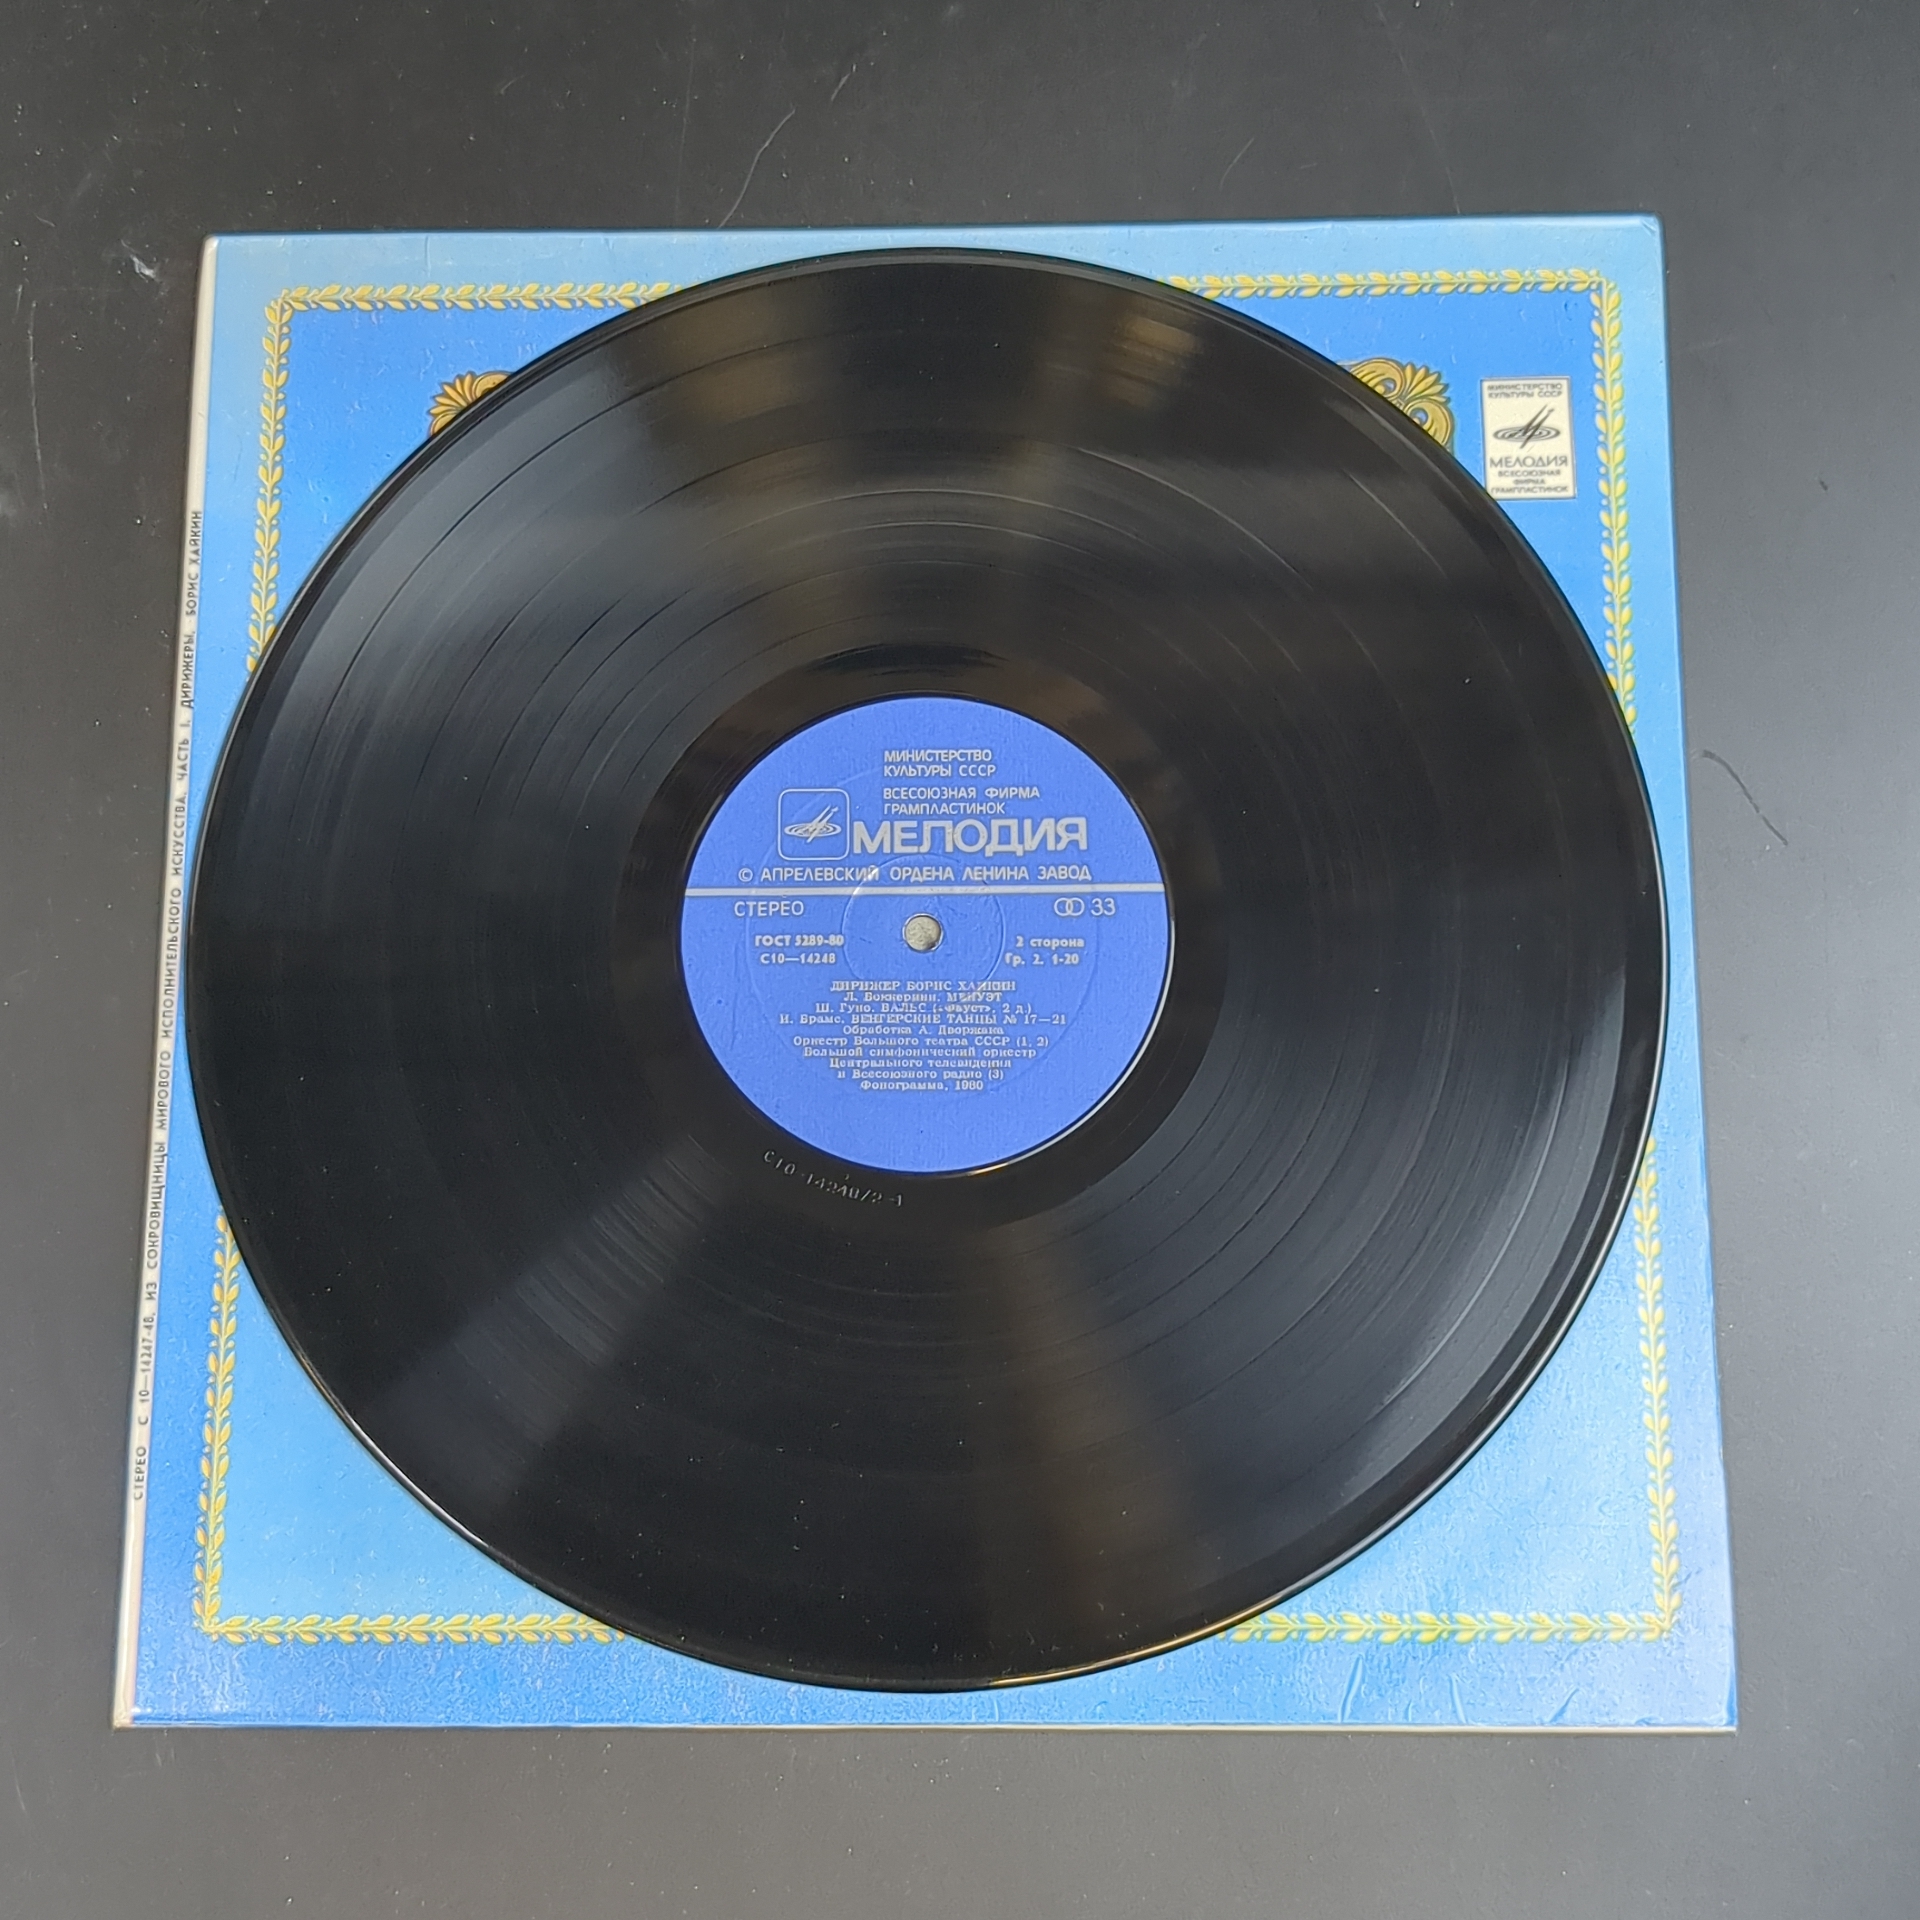 МИНИСТЕРСТВО
КУЛЬТУРЫ СССР
МЕЛОДИЯ
ВСЕСОЮЗНАЯ
ФИРМА
ГРАМПЛАСТИНОК
СТЕРЕО С 10—14247-48. ИЗ СОКРОВИЩНИЦЫ МИРОВОГО ИСПОЛНИТЕЛЬСКОГО ИСКУССТВА. ЧАСТЬ I. ДИРИЖЕРЫ. БОРИС ХАЙКИН
МИНИСТЕРСТВО
КУЛЬТУРЫ СССР
ВСЕСОЮЗНАЯ ФИРМА
ГРАМПЛАСТИНОК
МЕЛОДИЯ
© АПРЕЛЕВСКИЙ ОРДЕНА ЛЕНИНА ЗАВОД
СТЕРЕО 33
ГОСТ 5289-80 2 сторона
С10—14248 Гр. 2. 1-20
ДИРИЖЕР БОРИС ХАЙКИН
Л. Боккерини. МЕНУЭТ
Ш. Гуно. ВАЛЬС («Фауст», 2 д.)
И. Брамс. ВЕНГЕРСКИЕ ТАНЦЫ № 17—21
Обработка А. Дворжака
Оркестр Большого театра СССР (1, 2)
Большой симфонический оркестр
Центрального телевидения
и Всесоюзного радио (3)
Фонограмма, 1980
С10-14248/2-1